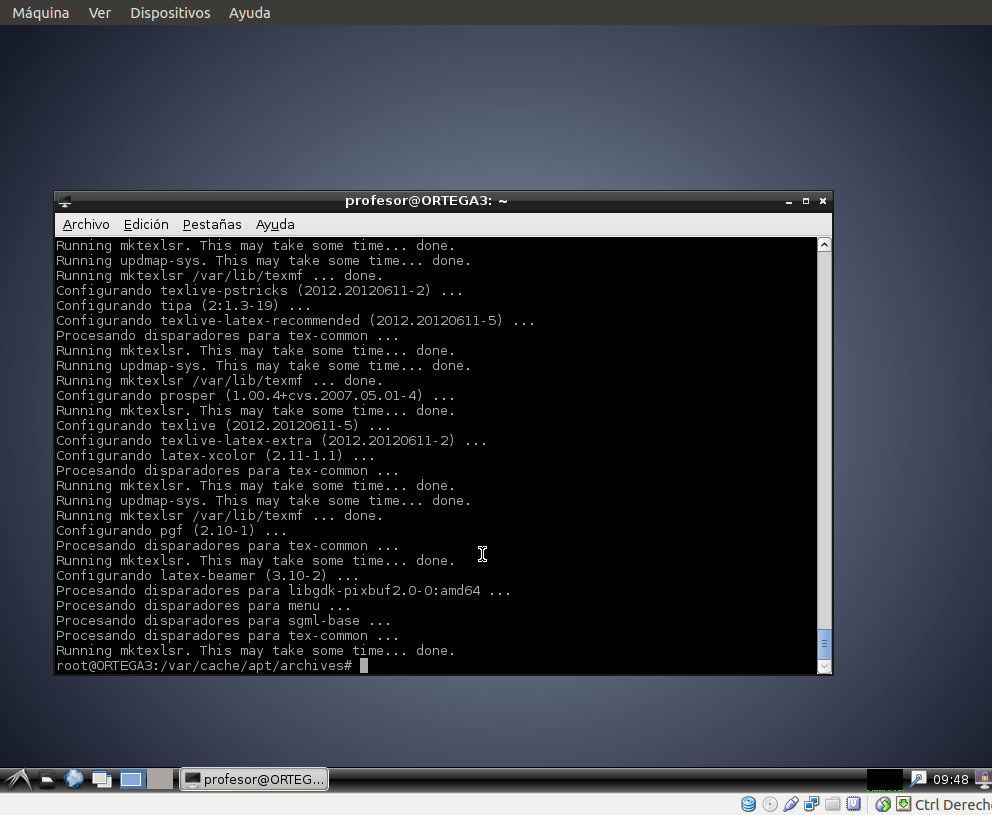 Máquina Ver Dispositivos Ayuda
profesor@ORTEGA3: ~
Archivo Edición Pestañas Ayuda
Running mktexlsr. This may take some time... done.
Running updmap-sys. This may take some time... done.
Running mktexlsr /var/lib/texmf ... done.
Configurando texlive-pstricks (2012.20120611-2) ...
Configurando tipa (2:1.3-19) ...
Configurando texlive-latex-recommended (2012.20120611-5) ...
Procesando disparadores para tex-common ...
Running mktexlsr. This may take some time... done.
Running updmap-sys. This may take some time... done.
Running mktexlsr /var/lib/texmf ... done.
Configurando prosper (1.00.4+cvs.2007.05.01-4) ...
Running mktexlsr. This may take some time... done.
Configurando texlive (2012.20120611-5) ...
Configurando texlive-latex-extra (2012.20120611-2) ...
Configurando latex-xcolor (2.11-1.1) ...
Procesando disparadores para tex-common ...
Running mktexlsr. This may take some time... done.
Running updmap-sys. This may take some time... done.
Running mktexlsr /var/lib/texmf ... done.
Configurando pgf (2.10-1) ...
Procesando disparadores para tex-common ...
Running mktexlsr. This may take some time... done.
Configurando latex-beamer (3.10-2) ...
Procesando disparadores para libgdk-pixbuf2.0-0:amd64 ...
Procesando disparadores para menu ...
Procesando disparadores para sgml-base ...
Procesando disparadores para tex-common ...
Running mktexlsr. This may take some time... done.
root@ORTEGA3:/var/cache/apt/archives#
profesor@ORTEG... 09:48
Ctrl Derech